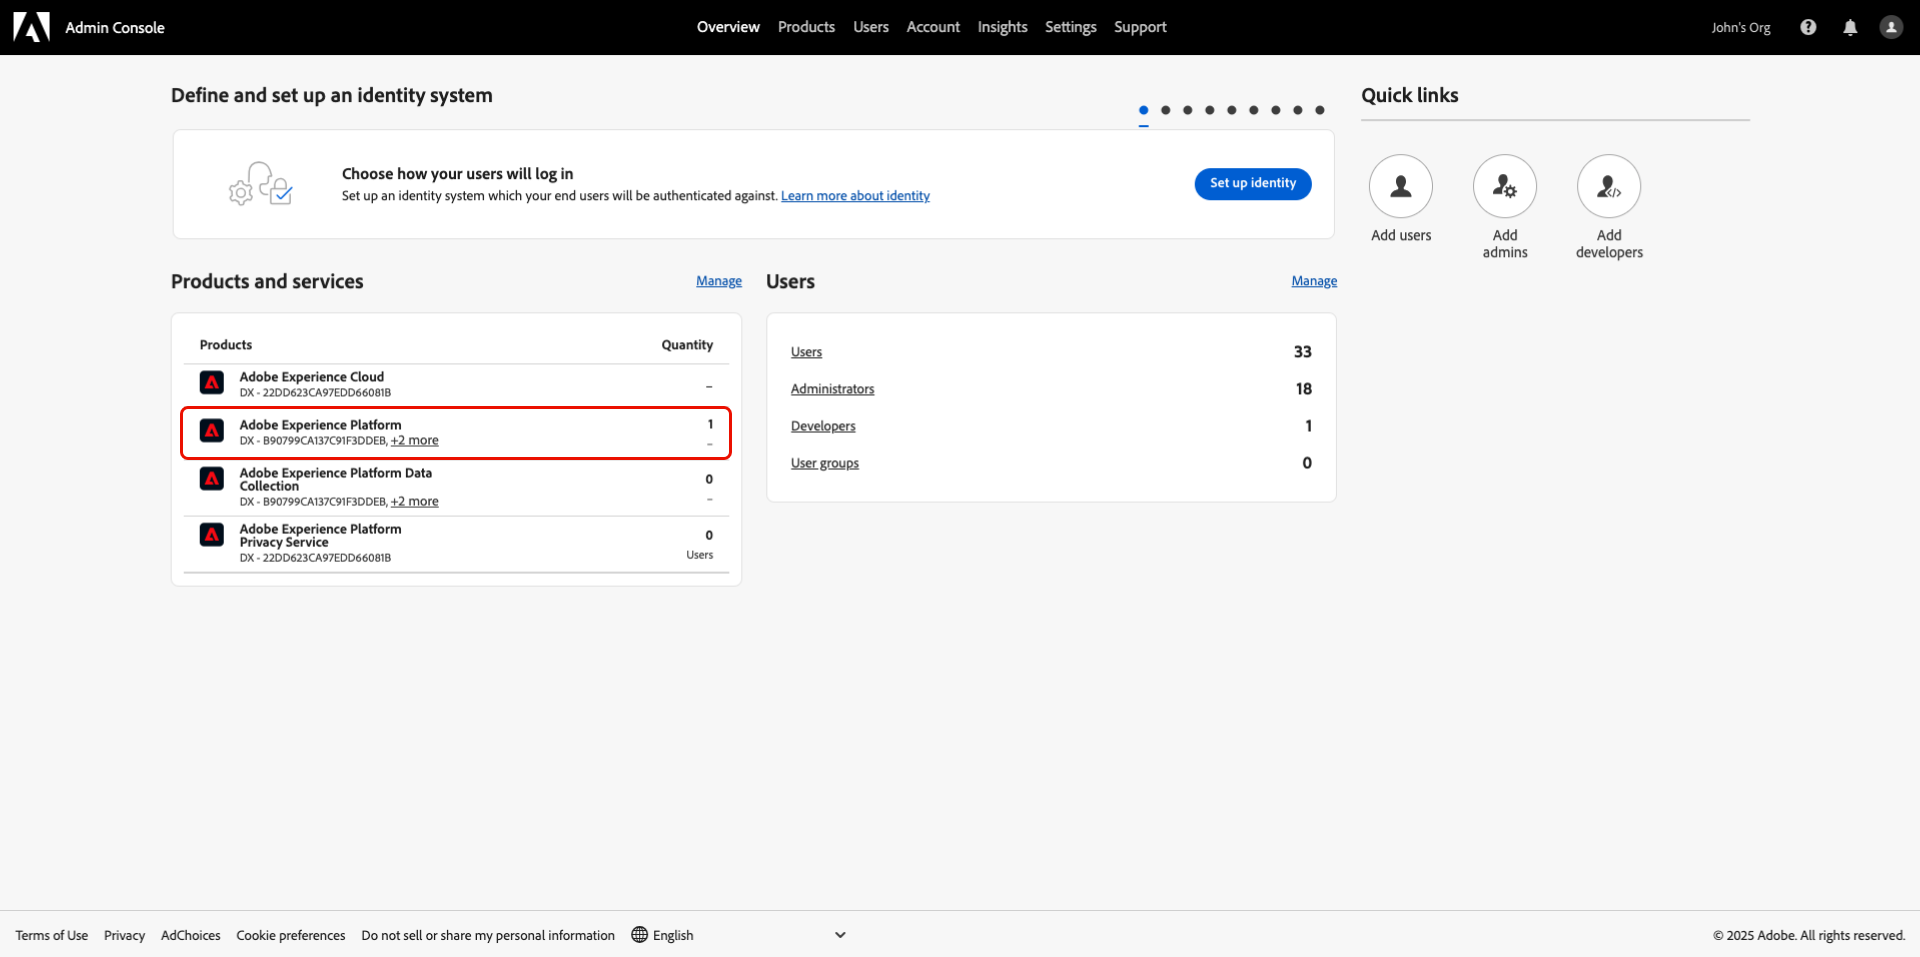 Admin Console
Overview Products Users Account Insights Settings Support
John's Org
Define and set up an identity system
Choose how your users will log in
Set up an identity system which your end users will be authenticated against. Learn more about identity
Set up identity
Quick links
Add users
Add
admins
Add
developers
Products and services
Manage
Products Quantity
Adobe Experience Cloud
DX - 22DD623CA97EDD66081B
–
Adobe Experience Platform
1
DX - B90799CA137C91F3DDEB, +2 more
–
Adobe Experience Platform Data
Collection
0
DX - B90799CA137C91F3DDEB, +2 more
–
Adobe Experience Platform
Privacy Service
0
DX - 22DD623CA97EDD66081B
Users
Users
Manage
Users 33
Administrators 18
Developers 1
User groups 0
Terms of Use Privacy AdChoices Cookie preferences Do not sell or share my personal information English
© 2025 Adobe. All rights reserved.